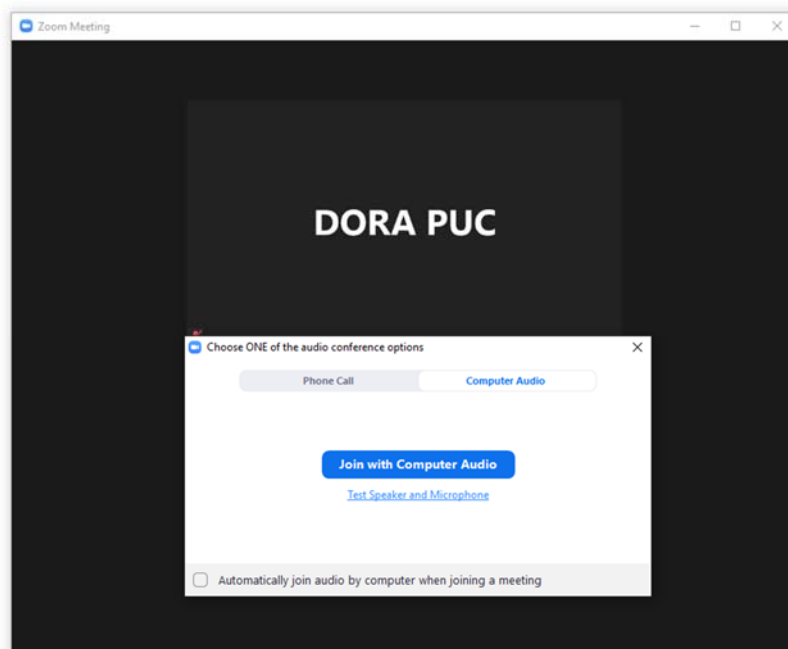 Zoom Meeting
DORA PUC
Choose ONE of the audio conference options
Phone Call
Computer Audio
Join with Computer Audio
Test Speaker and Microphone
Automatically join audio by computer when joining a meeting